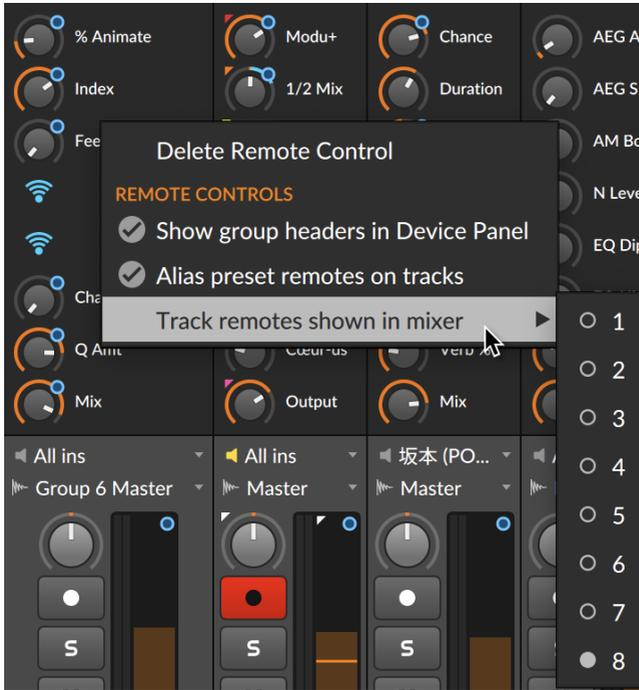 % Animate
Modu+
Chance
AEG A
Index
1/2 Mix
Duration
AEG S
Fee
AM Bo
Delete Remote Control
REMOTE CONTROLS
N Leve
Show group headers in Device Panel
EQ Dip
Alias preset remotes on tracks
Cha
Track remotes shown in mixer
1
2
3
4
5
6
7
8
Q Amt
Cœur-us
Mix
Output
Mix
All ins
All ins
坂本 (PO...
Group 6 Master
Master
Master
S
S
S